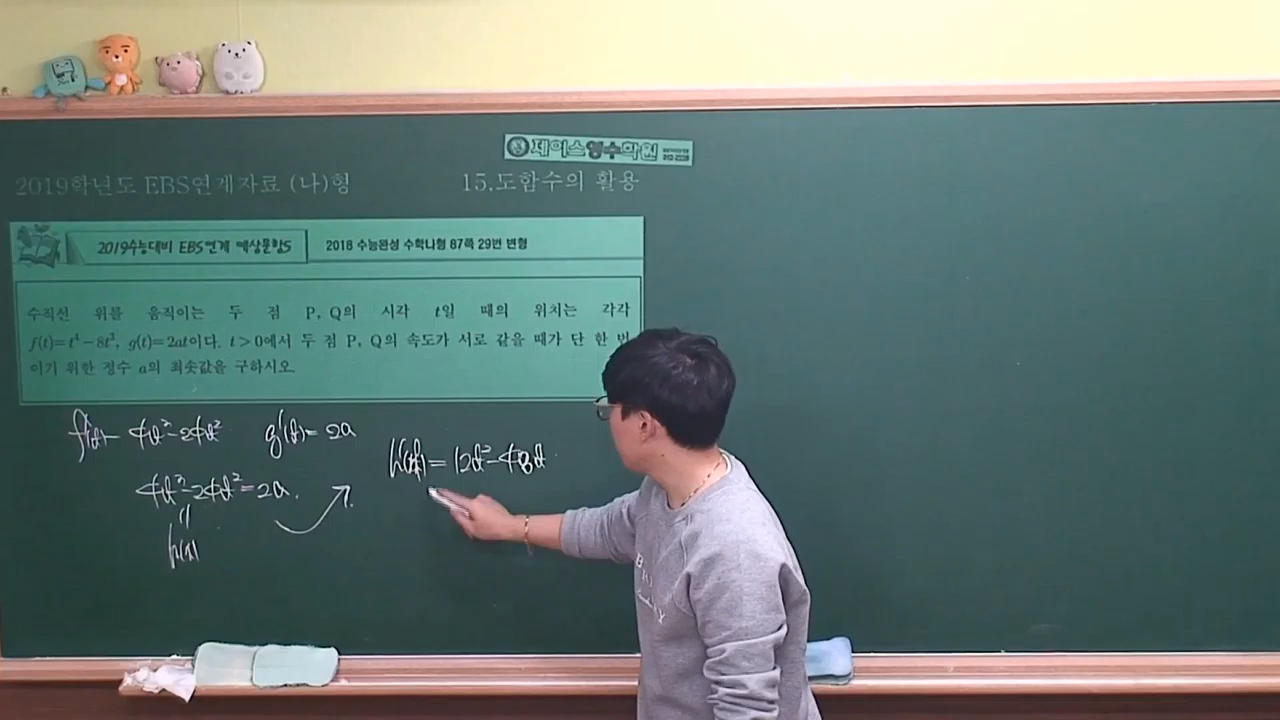 제이스영수학원
2019학년도 EBS연계자료 (나)형
15.도함수의 활용
2019수능대비 EBS연계 예상문항5
2018 수능완성 수학나형 87쪽 29번 변형
수직선 위를 움직이는 두 점 P, Q의 시각 t일 때의 위치는 각각
f(t)=t⁴-8t³, g(t)=2at이다. t>0에서 두 점 P, Q의 속도가 서로 같을 때가 단 한 번
이기 위한 정수 a의 최솟값을 구하시오.
f'(t)= 4t³-24t² g'(t)= 2a
4t³-24t²=2a.
h(t)
h'(t)=12t²-48t